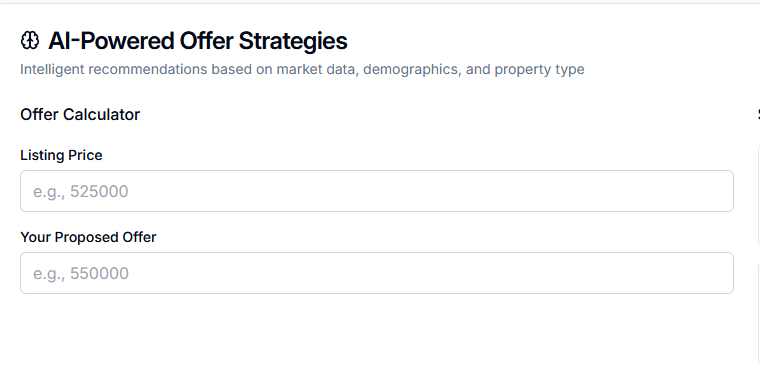 AI-Powered Offer Strategies
Intelligent recommendations based on market data, demographics, and property type
Offer Calculator
Listing Price
e.g., 525000
Your Proposed Offer
e.g., 550000